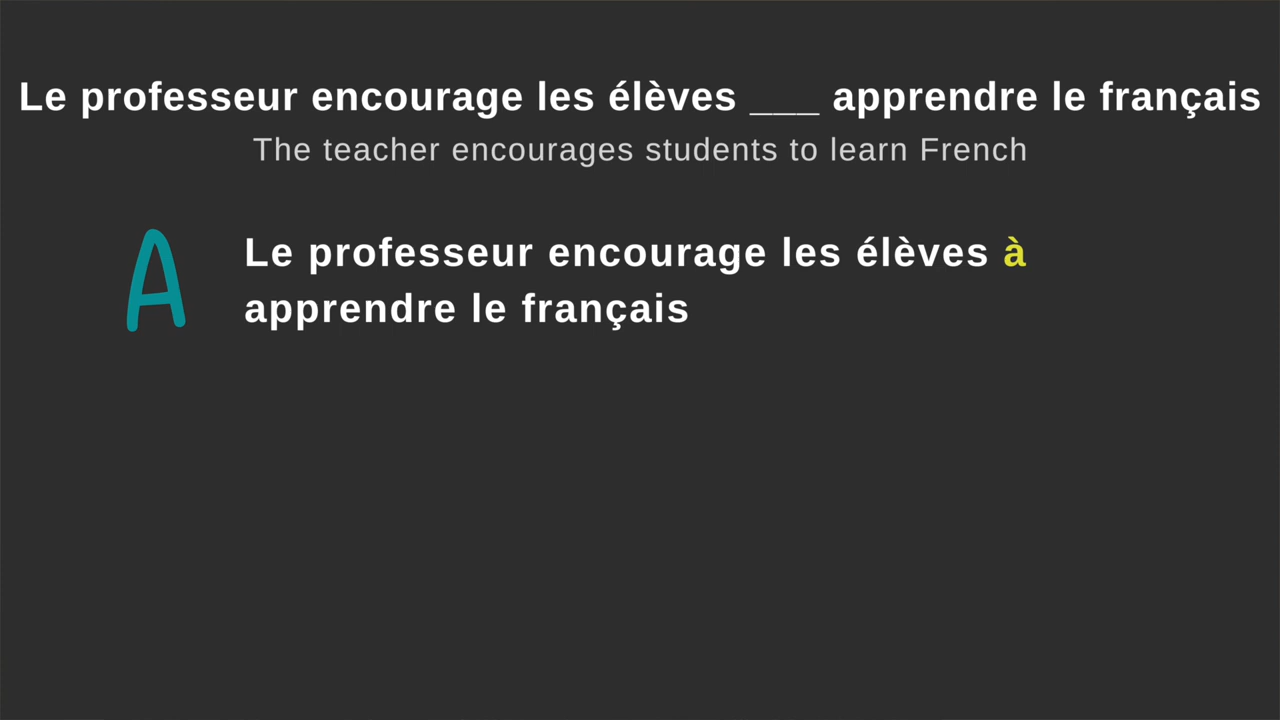 Le professeur encourage les élèves ___ apprendre le français
The teacher encourages students to learn French
A
Le professeur encourage les élèves à
apprendre le français